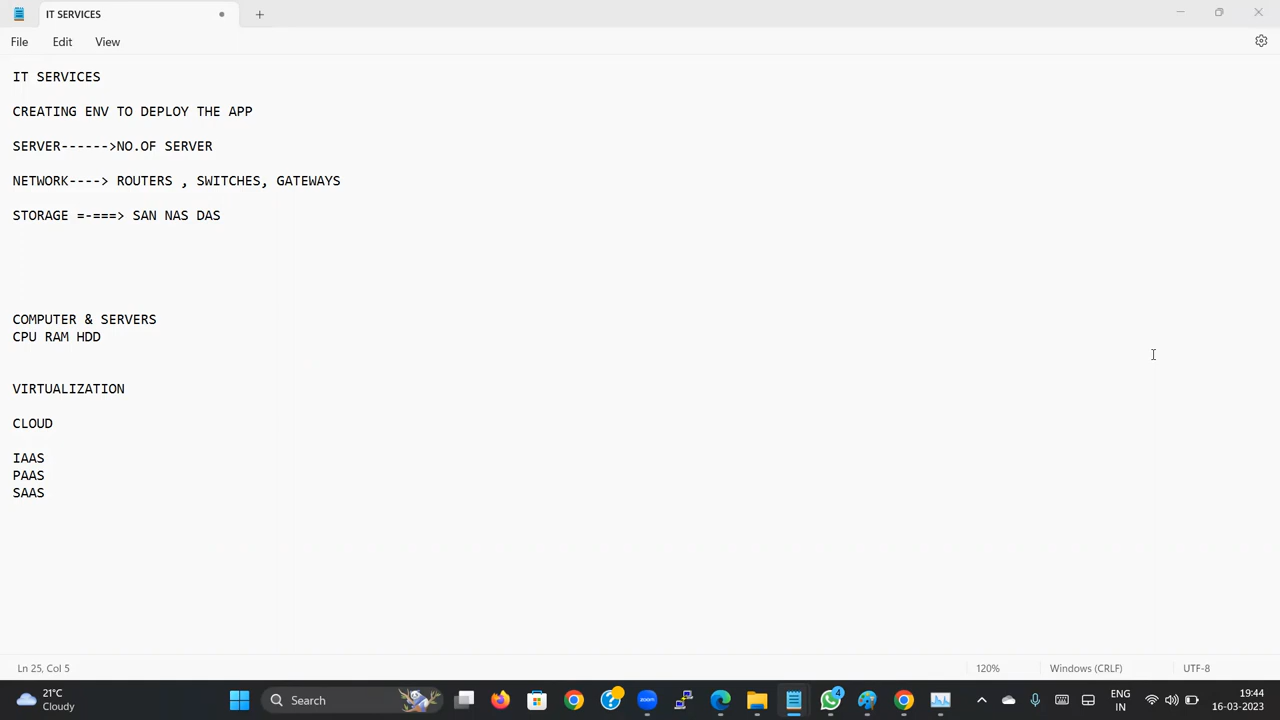 IT SERVICES
File Edit View
IT SERVICES
CREATING ENV TO DEPLOY THE APP
SERVER------>NO.OF SERVER
NETWORK----> ROUTERS , SWITCHES, GATEWAYS
STORAGE =-===> SAN NAS DAS
COMPUTER & SERVERS
CPU RAM HDD
VIRTUALIZATION
CLOUD
IAAS
PAAS
SAAS
Ln 25, Col 5 120% Windows (CRLF) UTF-8
21°C
Cloudy
Search
zoom
4
ENG
IN
19:44
16-03-2023